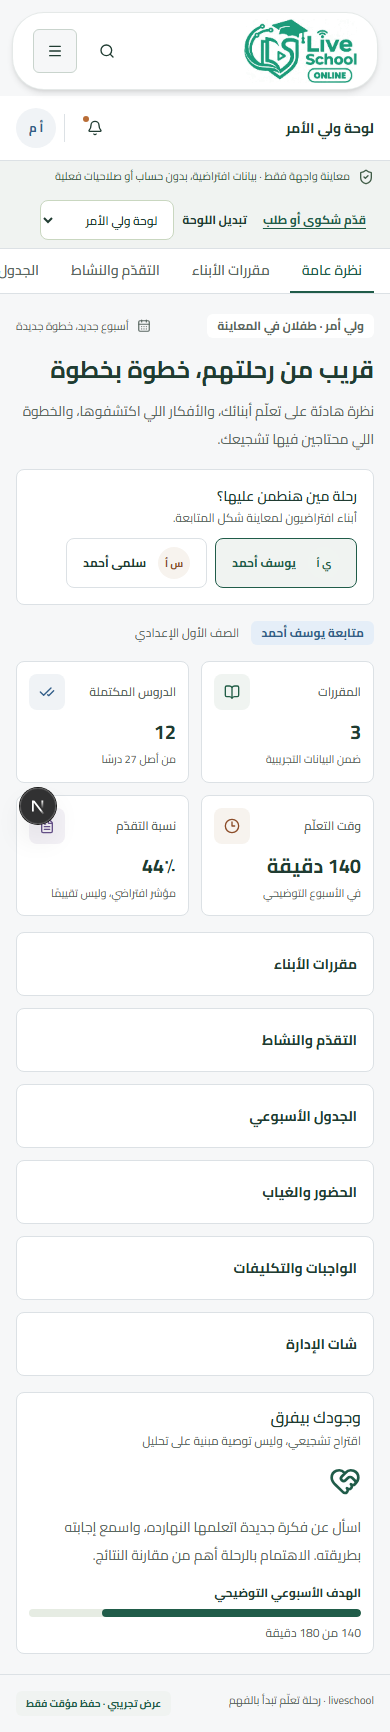 Live
School
ONLINE
لوحة ولي الأمر
أ م
معاينة واجهة فقط · بيانات افتراضية، بدون حساب أو صلاحيات فعلية
قدّم شكوى أو طلب
تبديل اللوحة
لوحة ولي الأمر
نظرة عامة
مقررات الأبناء
التقدّم والنشاط
الجدول
ولي أمر · طفلان في المعاينة
أسبوع جديد، خطوة جديدة
قريب من رحلتهم، خطوة بخطوة
نظرة هادئة على تعلّم أبنائك، والأفكار اللي اكتشفوها، والخطوة
اللي محتاجين فيها تشجيعك.
رحلة مين هنطمن عليها؟
أبناء افتراضيون لمعاينة شكل المتابعة.
ي أ
يوسف أحمد
س أ
سلمى أحمد
متابعة يوسف أحمد
الصف الأول الإعدادي
المقررات
3
ضمن البيانات التجريبية
الدروس المكتملة
12
من أصل 27 درسًا
وقت التعلّم
140 دقيقة
في الأسبوع التوضيحي
نسبة التقدّم
44٪
مؤشر افتراضي، وليس تقييمًا
N
مقررات الأبناء
التقدّم والنشاط
الجدول الأسبوعي
الحضور والغياب
الواجبات والتكليفات
شات الإدارة
وجودك بيفرق
اقتراح تشجيعي، وليس توصية مبنية على تحليل
اسأل عن فكرة جديدة اتعلمها النهارده، واسمع إجابته
بطريقته. الاهتمام بالرحلة أهم من مقارنة النتائج.
الهدف الأسبوعي التوضيحي
140 من 180 دقيقة
liveschool · رحلة تعلّم تبدأ بالفهم
عرض تجريبي · حفظ مؤقت فقط